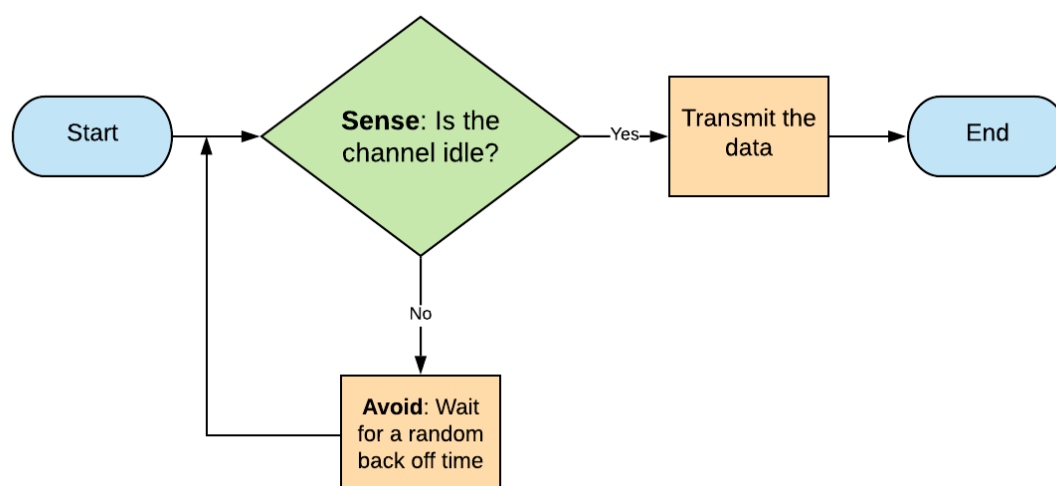 Start
Sense: Is the
channel idle?
Yes
Transmit the
data
End
No
Avoid: Wait
for a random
back off time